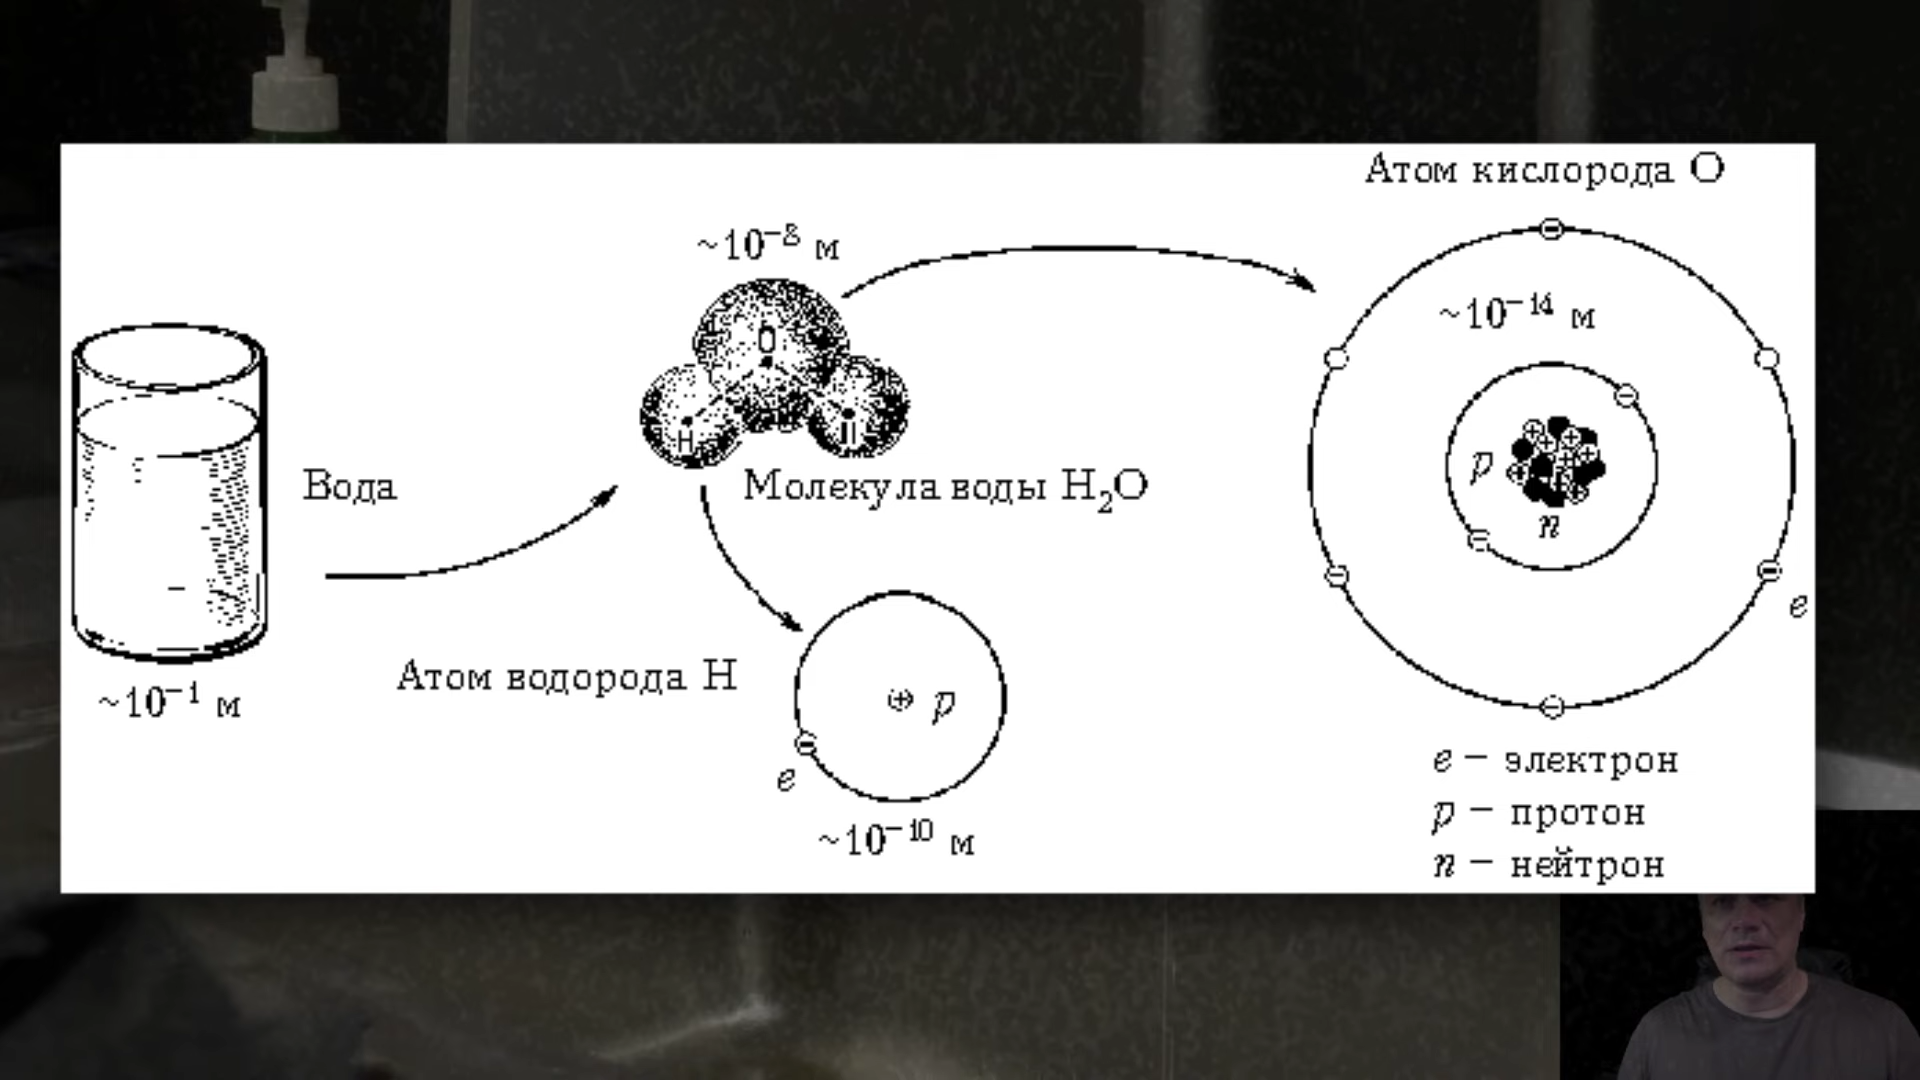 Атом кислорода O
~10⁻⁸ м
~10⁻¹⁴ м
O
H
H
p
n
e
Вода
Молекула воды H₂O
~10⁻¹ м
Атом водорода H
p
e
~10⁻¹⁰ м
e – электрон
p – протон
n – нейтрон